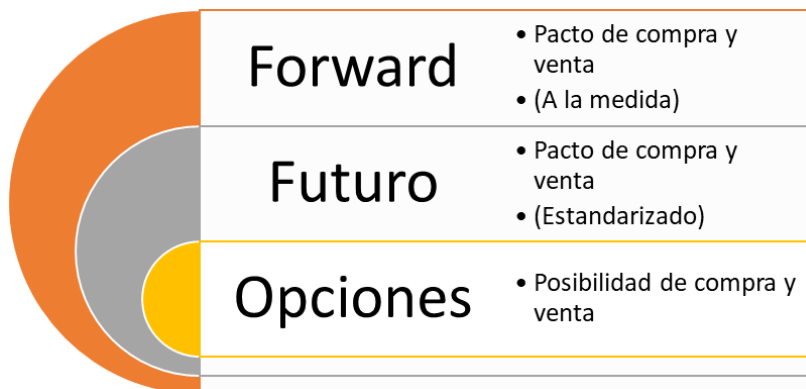 Forward
• Pacto de compra y
venta
• (A la medida)
Futuro
• Pacto de compra y
venta
• (Estandarizado)
Opciones
• Posibilidad de compra y
venta